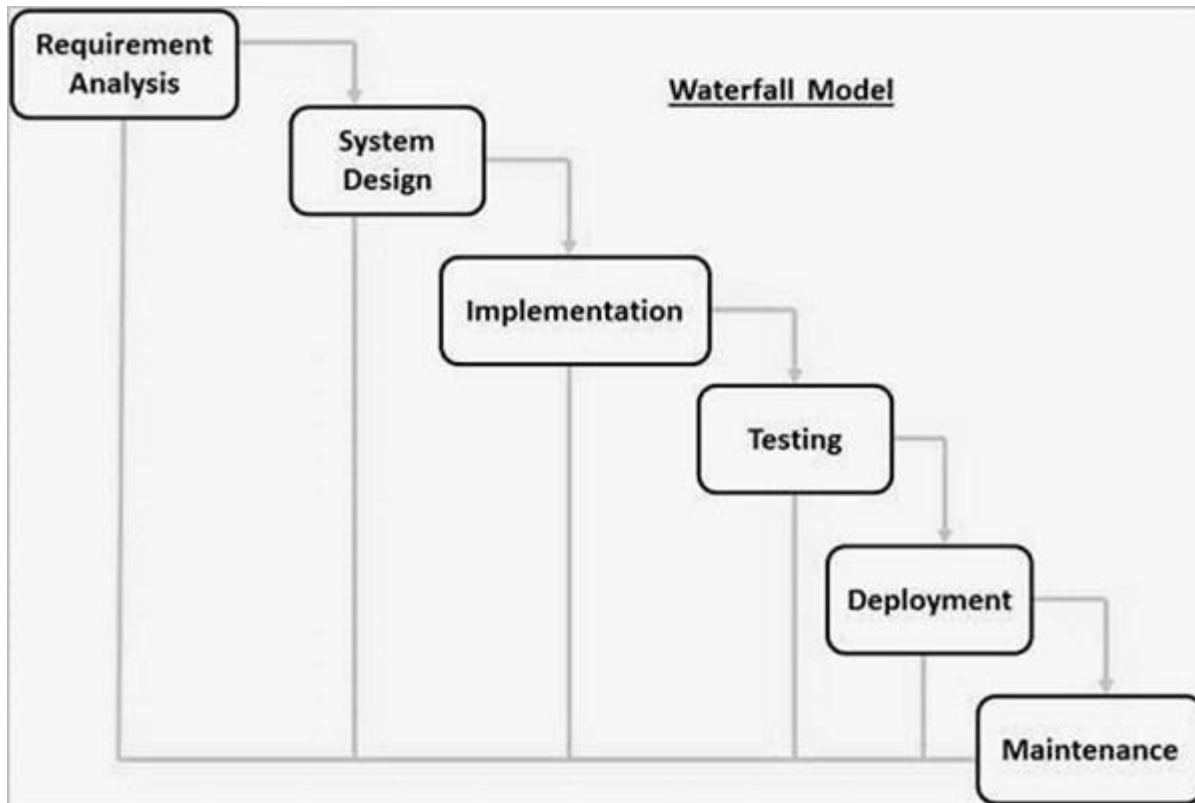 Requirement
Analysis
Waterfall Model
System
Design
Implementation
Testing
Deployment
Maintenance